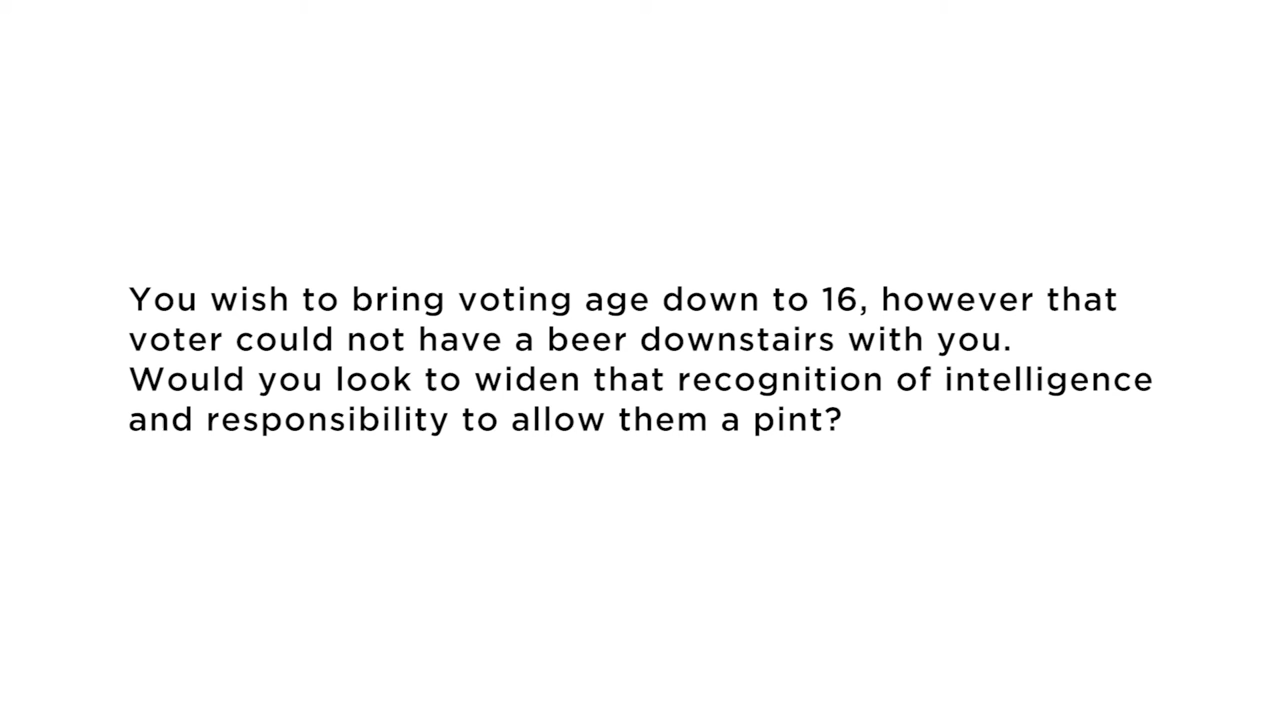 You wish to bring voting age down to 16, however that
voter could not have a beer downstairs with you.
Would you look to widen that recognition of intelligence
and responsibility to allow them a pint?